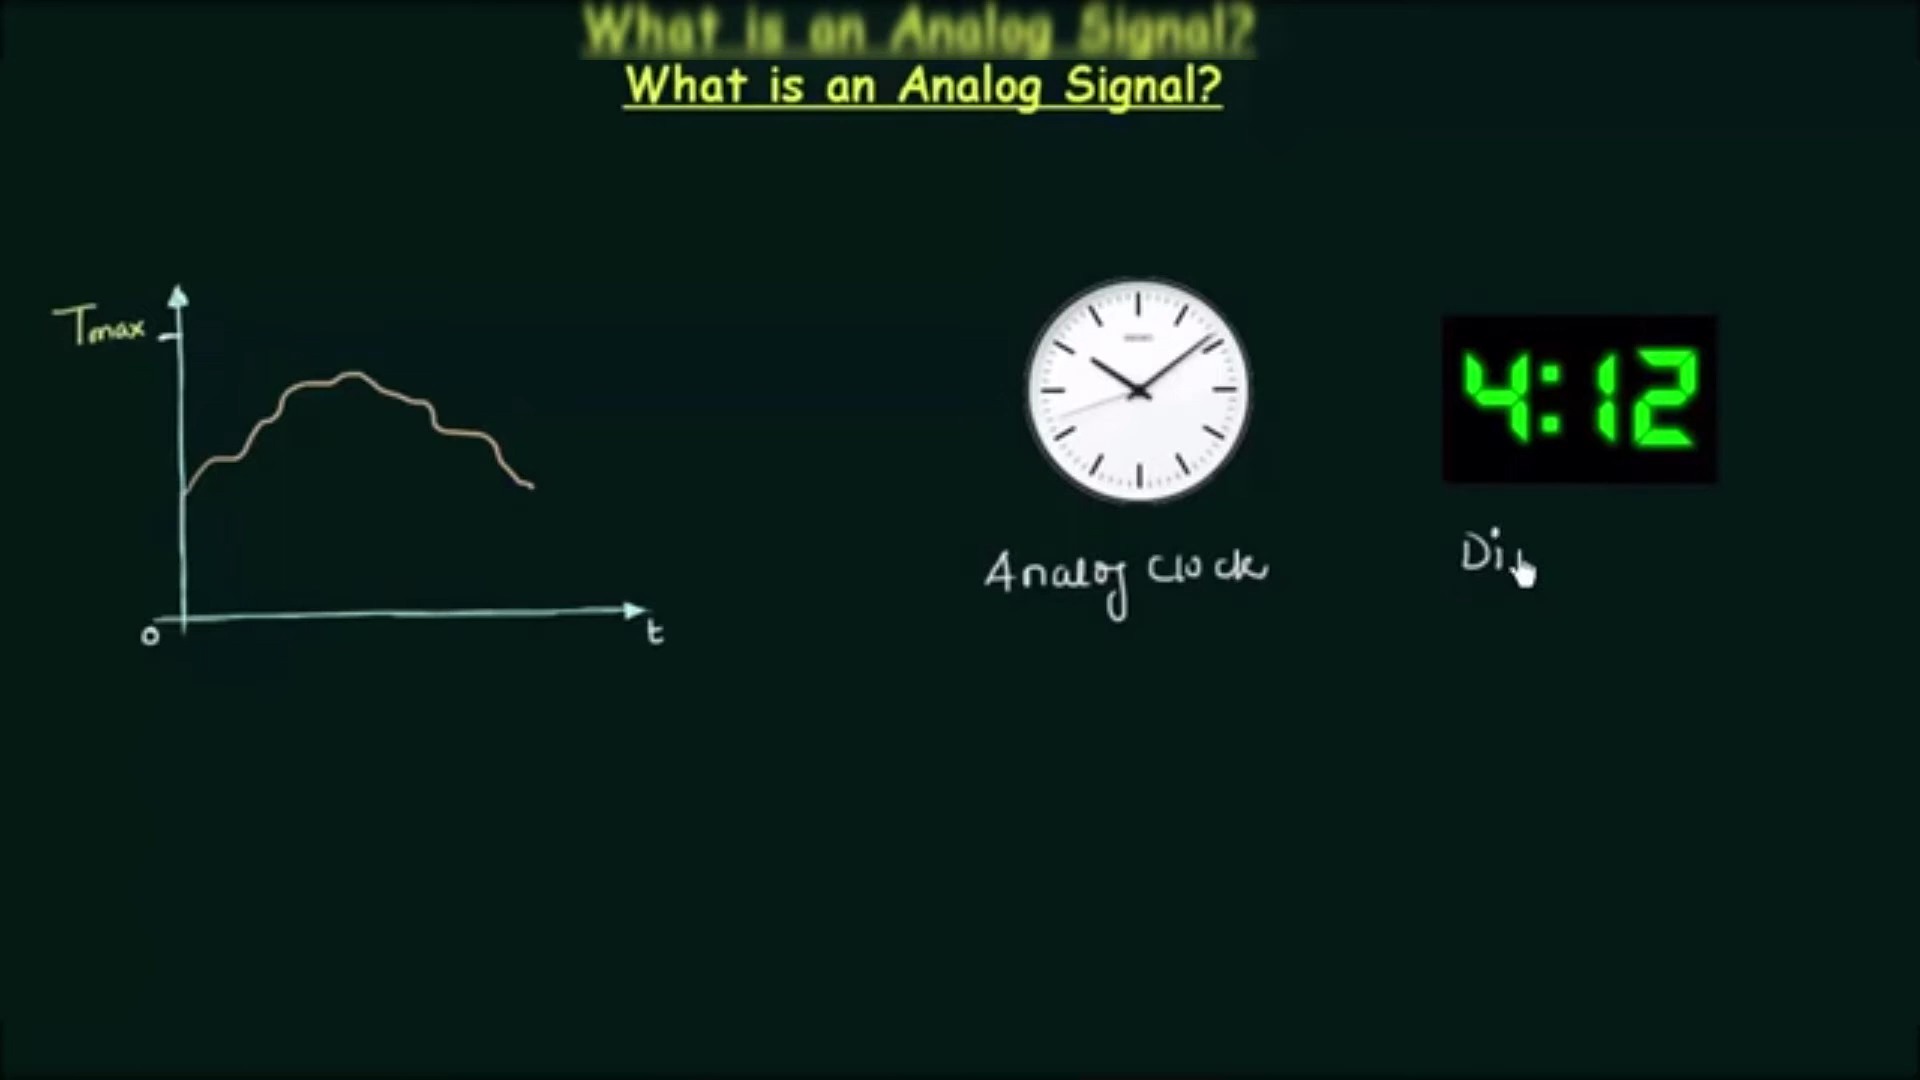 What is an Analog Signal?
What is an Analog Signal?
Tmax
0
t
4:12
Analog Clock
Di